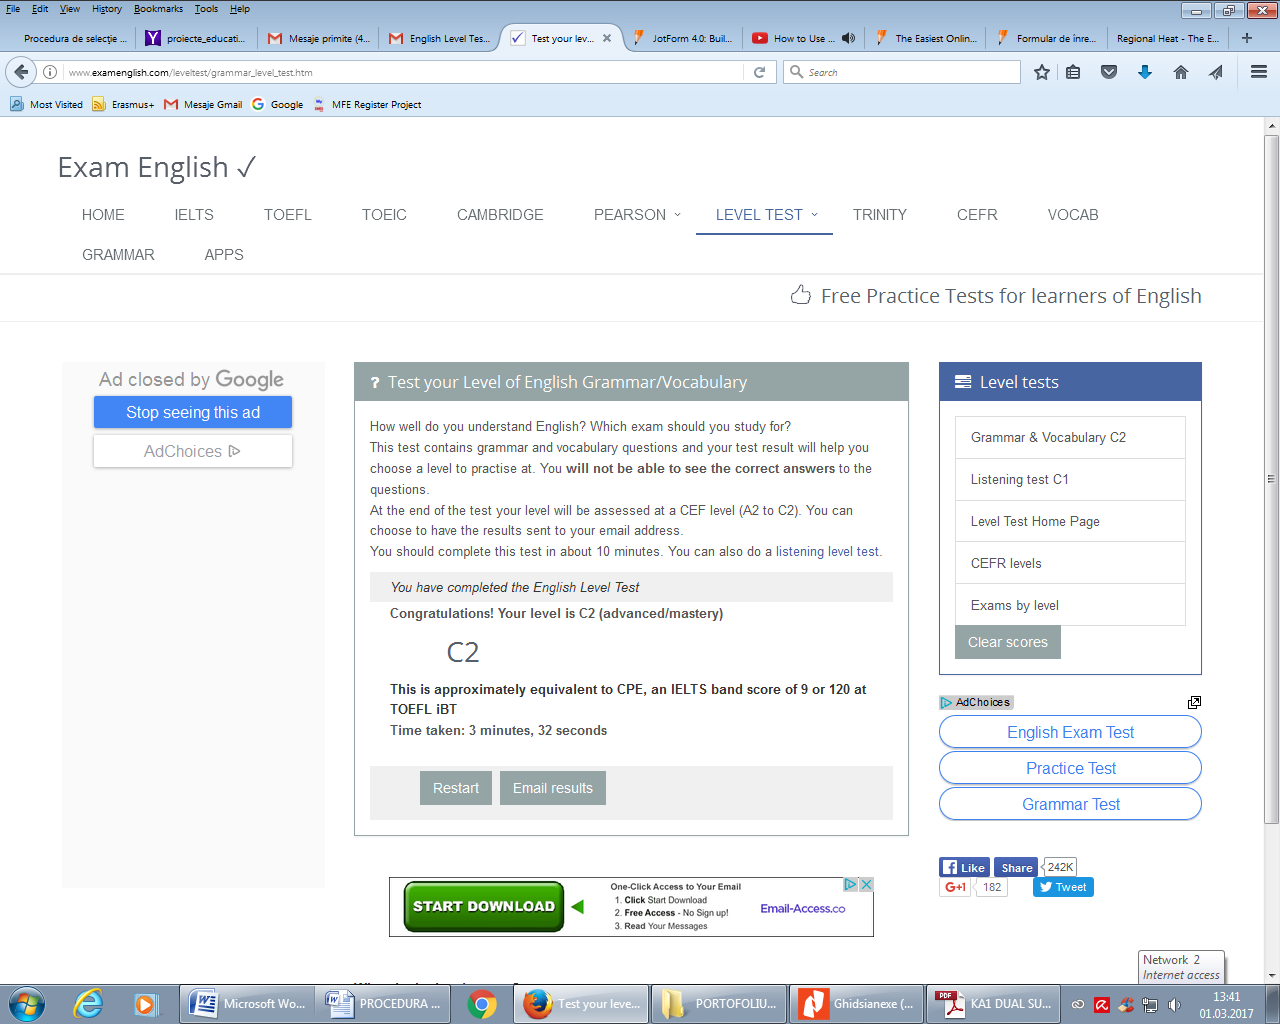 File Edit View History Bookmarks Tools Help
Procedura de selecție ... proiecte_educati... Mesaje primite (4... English Level Tes... Test your lev... JotForm 4.0: Buil... How to Use ... The Easiest Onlin... Formular de inre... Regional Heat - The E...
www.examenglish.com/leveltest/grammar_level_test.htm
Search
Most Visited Erasmus+ Mesaje Gmail Google MFE Register Project
Exam English
HOME IELTS TOEFL TOEIC CAMBRIDGE PEARSON LEVEL TEST TRINITY CEFR VOCAB
GRAMMAR APPS
Free Practice Tests for learners of English
Ad closed by Google
Stop seeing this ad
AdChoices
? Test your Level of English Grammar/Vocabulary
How well do you understand English? Which exam should you study for?
This test contains grammar and vocabulary questions and your test result will help you
choose a level to practise at. You will not be able to see the correct answers to the
questions.
At the end of the test your level will be assessed at a CEF level (A2 to C2). You can
choose to have the results sent to your email address.
You should complete this test in about 10 minutes. You can also do a listening level test.
You have completed the English Level Test
Congratulations! Your level is C2 (advanced/mastery)
C2
This is approximately equivalent to CPE, an IELTS band score of 9 or 120 at
TOEFL iBT
Time taken: 3 minutes, 32 seconds
Restart Email results
Level tests
Grammar & Vocabulary C2
Listening test C1
Level Test Home Page
CEFR levels
Exams by level
Clear scores
AdChoices
English Exam Test
Practice Test
Grammar Test
Like Share 242K
G+1 182 Tweet
START DOWNLOAD
One-Click Access to Your Email
1. Click Start Download
2. Free Access - No Sign up!
3. Read Your Messages
Email-Access.co
Network 2
Internet access
Microsoft Wo... PROCEDURA ... Test your leve... PORTOFOLIU... Ghidsianexe (... PDF KA1 DUAL SU...
13:41
01.03.2017